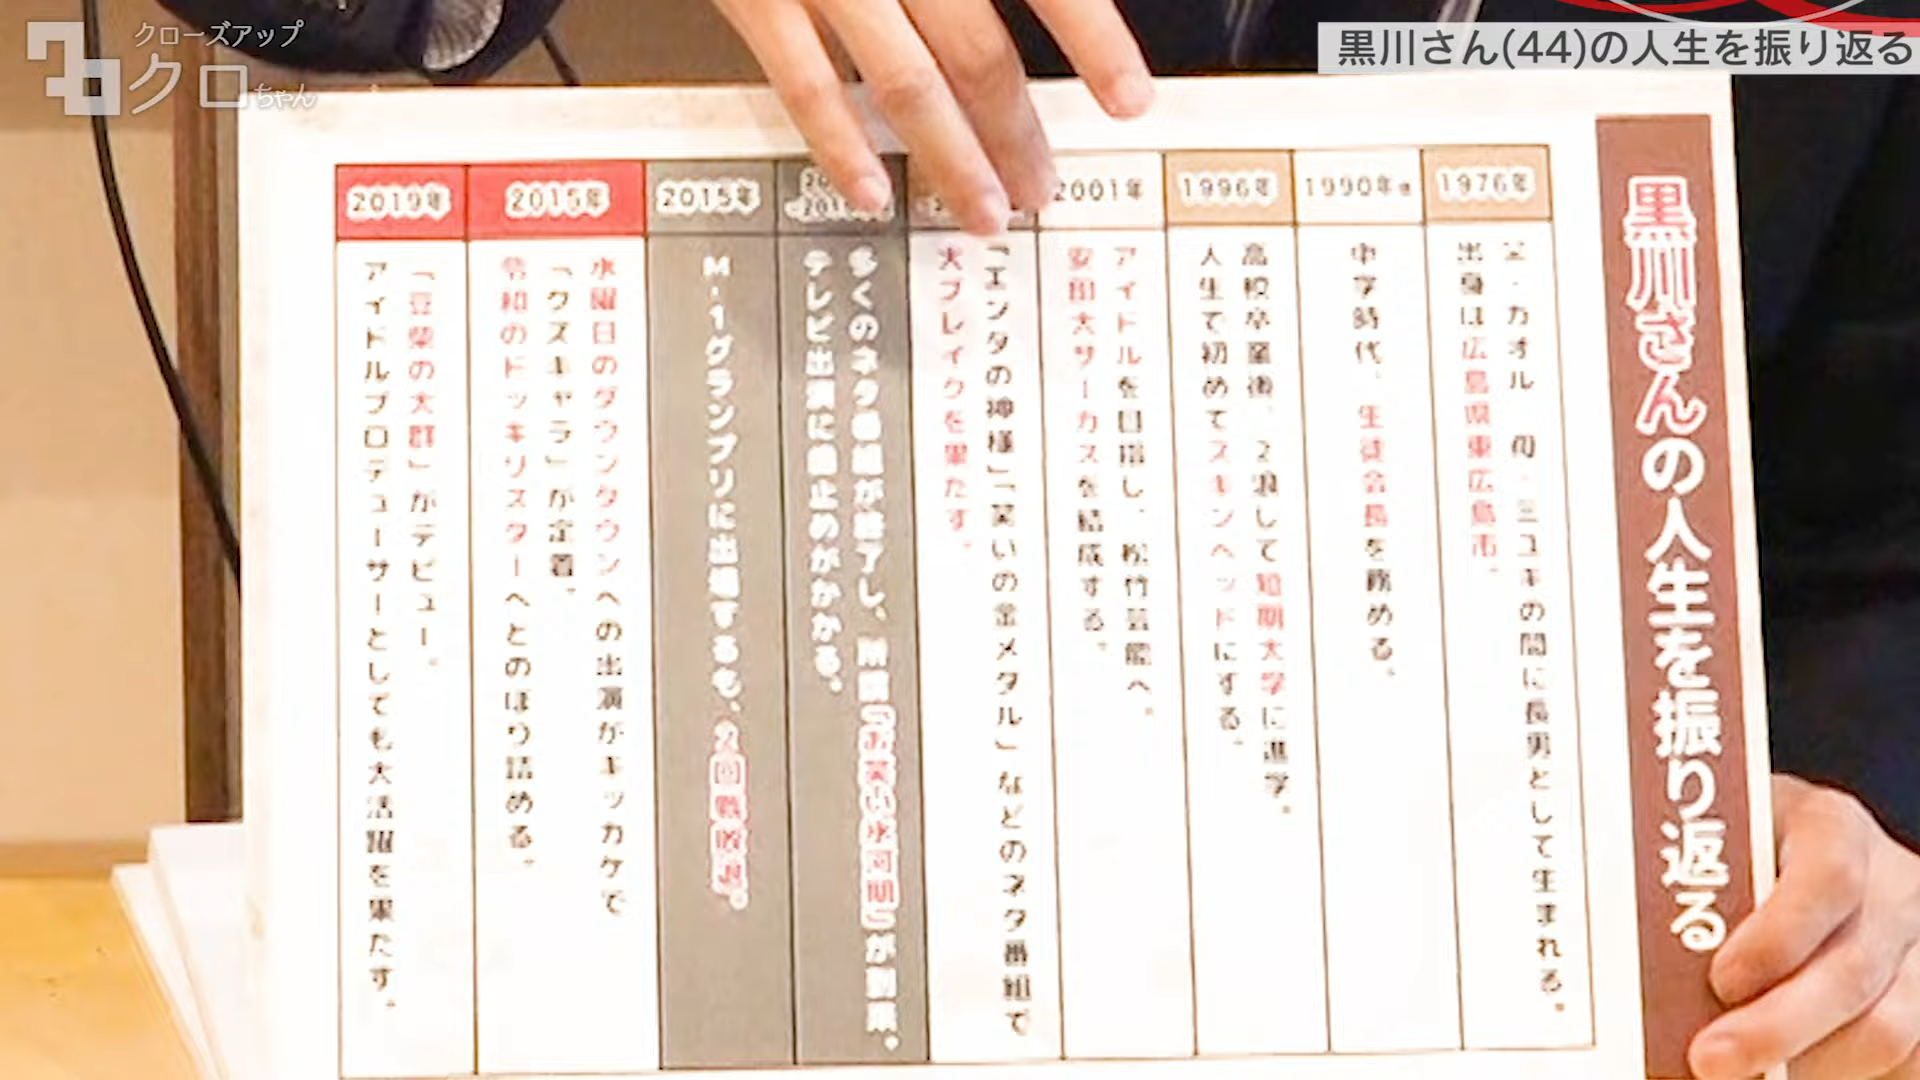 クローズアップ
クロちゃん
黒川さん(44)の人生を振り返る
黒川さんの人生を振り返る
1976年
父・カオル 母・ミユキの間に長男として生まれる。
出身は広島県東広島市。
1990年
中学時代、生徒会長を務める。
1996年
高校卒業後、2浪して短期大学に進学。
人生で初めてスキンヘッドにする。
2001年
アイドルを目指し、松竹芸能へ。
安田大サーカスを結成する。
「エンタの神様」「笑いの金メダル」などのネタ番組で
大ブレイクを果たす。
多くのネタ番組が終了し、所謂「お笑い氷河期」が到来。
テレビ出演に歯止めがかかる。
2015年
M-1グランプリに出場するも、2回戦敗退。
2015年
水曜日のダウンタウンへの出演がキッカケで
「クズキャラ」が定着。
令和のドッキリスターへとのぼり詰める。
2019年
「豆柴の大群」がデビュー。
アイドルプロデューサーとしても大活躍を果たす。